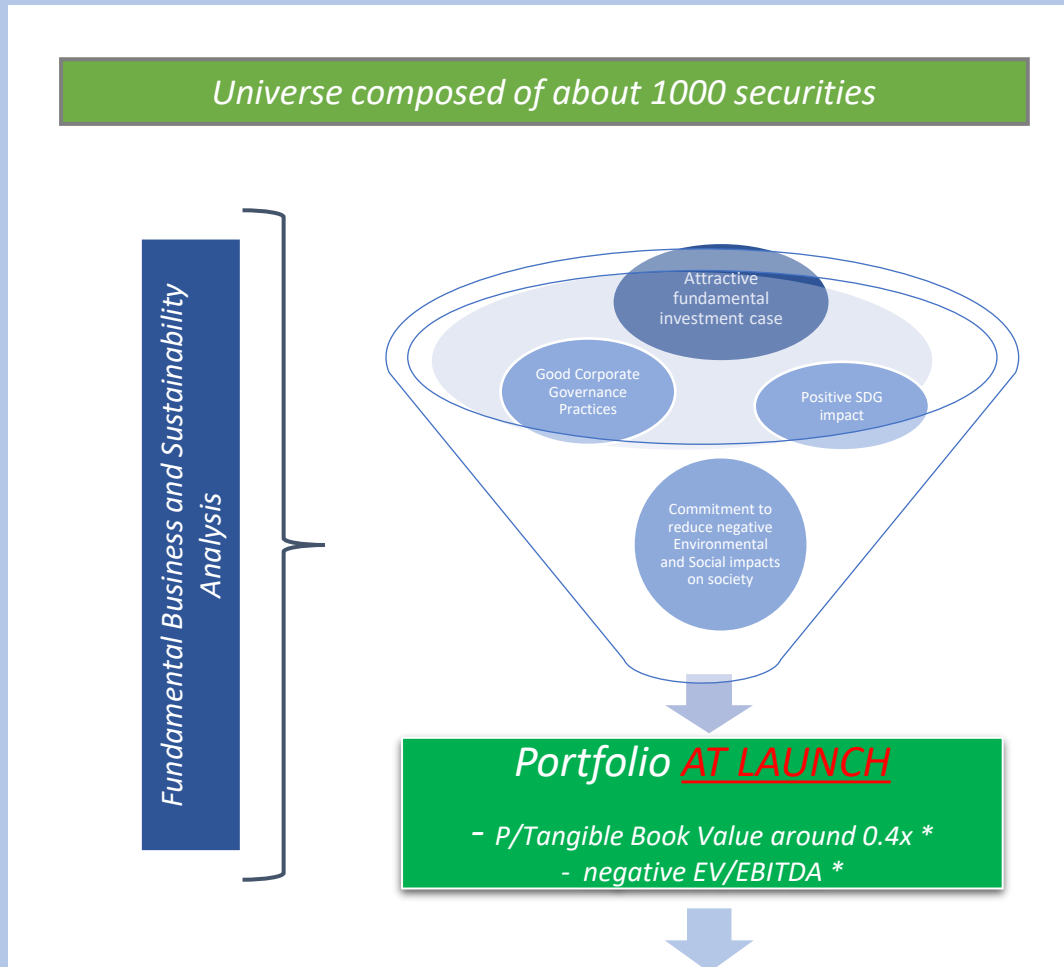 Universe composed of about 1000 securities
Fundamental Business and Sustainability
Analysis
Attractive
fundamental
investment case
Good Corporate
Governance
Practices
Positive SDG
impact
Commitment to
reduce negative
Environmental
and Social impacts
on society
Portfolio AT LAUNCH
- P/Tangible Book Value around 0.4x *
- negative EV/EBITDA *